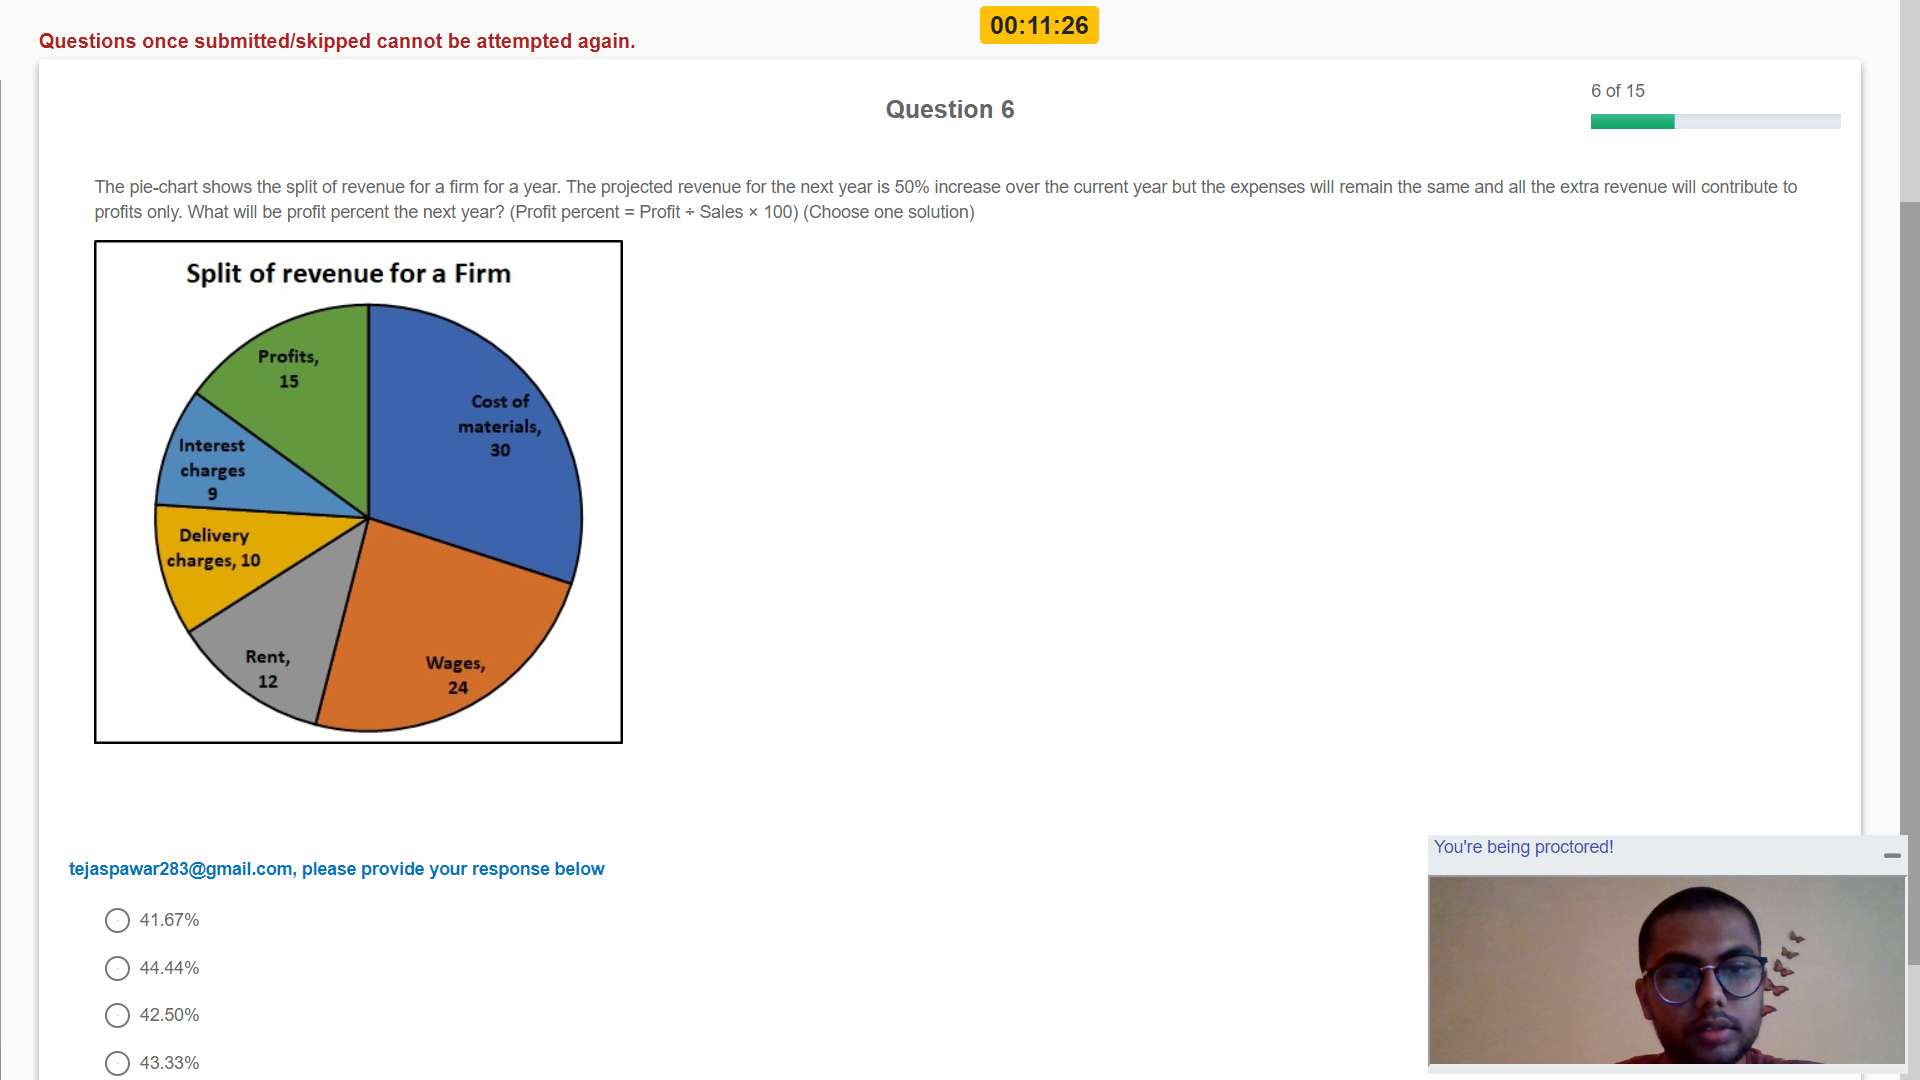 00:11:26
Questions once submitted/skipped cannot be attempted again.
6 of 15
Question 6
The pie-chart shows the split of revenue for a firm for a year. The projected revenue for the next year is 50% increase over the current year but the expenses will remain the same and all the extra revenue will contribute to
profits only. What will be profit percent the next year? (Profit percent = Profit ÷ Sales × 100) (Choose one solution)
Split of revenue for a Firm
Profits,
15
Cost of
materials,
30
Interest
charges
9
Delivery
charges, 10
Rent,
12
Wages,
24
You're being proctored!
tejaspawar283@gmail.com, please provide your response below
41.67%
44.44%
42.50%
43.33%